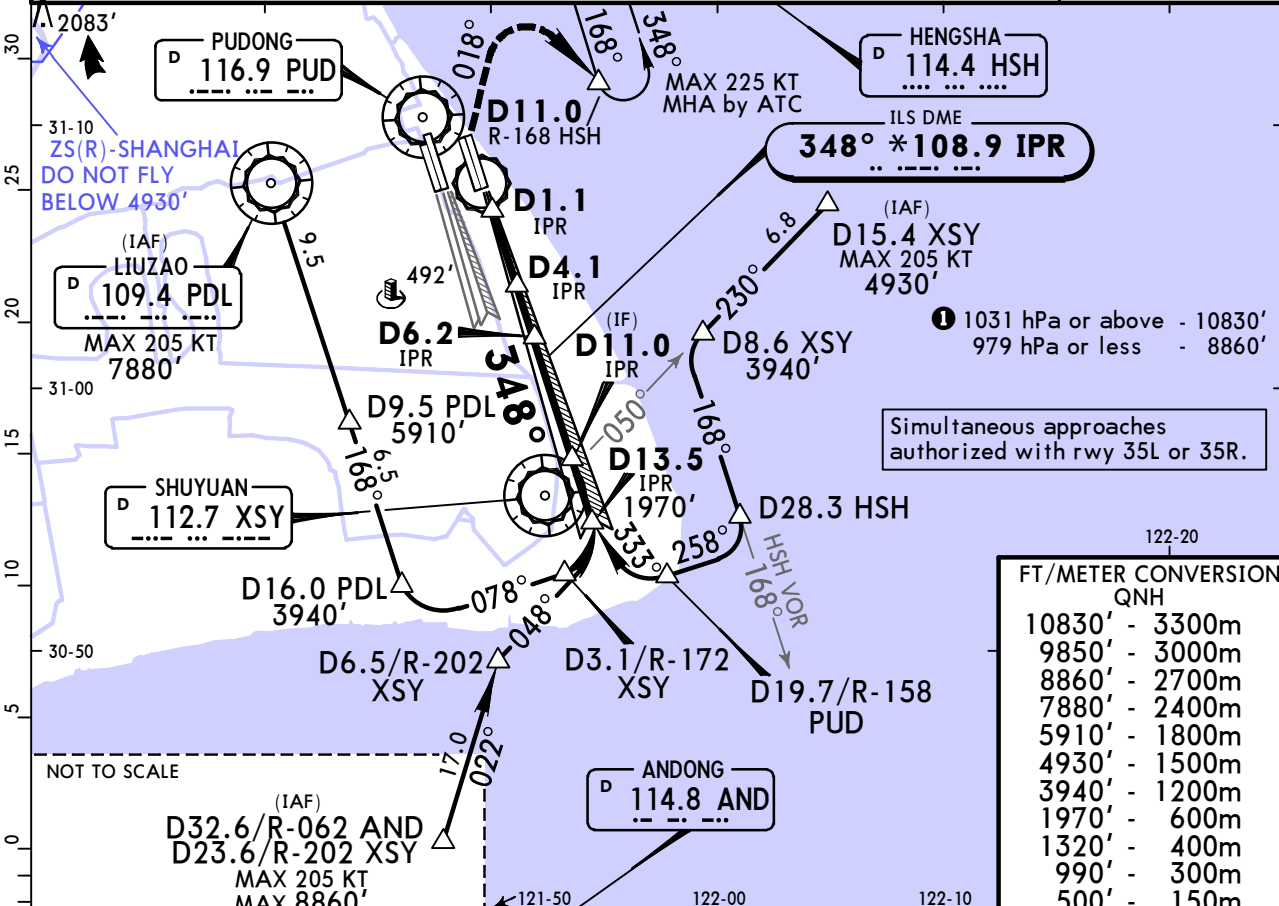 2083'
30
PUDONG
D 116.9 PUD
018°
168°
348°
MAX 225 KT
MHA by ATC
HENGSHA
D 114.4 HSH
D11.0
R-168 HSH
ILS DME
348° *108.9 IPR
31-10
ZS(R)-SHANGHAI
DO NOT FLY
BELOW 4930'
25
D1.1
IPR
(IAF)
LIUZAO
D 109.4 PDL
MAX 205 KT
7880'
9.5
492'
D4.1
IPR
6.8
(IAF)
D15.4 XSY
MAX 205 KT
4930'
230°
20
D6.2
IPR
348°
(IF)
D11.0
IPR
050°
D8.6 XSY
3940'
1 1031 hPa or above - 10830'
979 hPa or less - 8860'
31-00
D9.5 PDL
5910'
168°
6.5
168°
Simultaneous approaches
authorized with rwy 35L or 35R.
15
SHUYUAN
D 112.7 XSY
D13.5
IPR
1970'
333°
258°
D28.3 HSH
HSH VOR
168°
122-20
10
D16.0 PDL
3940'
078°
048°
30-50
D6.5/R-202
XSY
D3.1/R-172
XSY
D19.7/R-158
PUD
5
17.0
022°
NOT TO SCALE
ANDONG
D 114.8 AND
(IAF)
D32.6/R-062 AND
D23.6/R-202 XSY
MAX 205 KT
MAX 8860'
0
121-50
122-00
122-10
FT/METER CONVERSION
QNH
10830' - 3300m
9850' - 3000m
8860' - 2700m
7880' - 2400m
5910' - 1800m
4930' - 1500m
3940' - 1200m
1970' - 600m
1320' - 400m
990' - 300m
500' - 150m